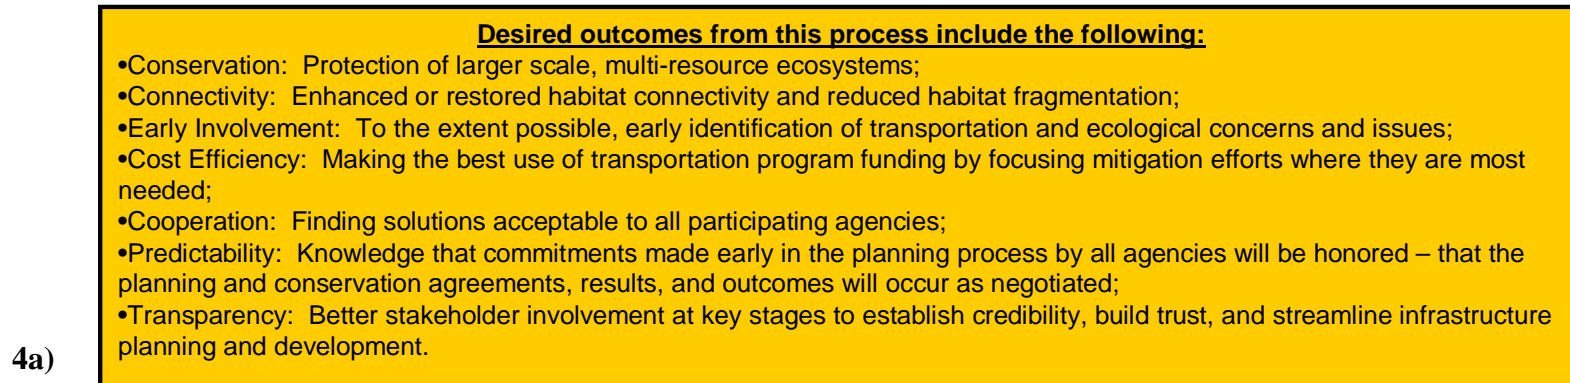 Desired outcomes from this process include the following:
•Conservation:  Protection of larger scale, multi-resource ecosystems;
•Connectivity:  Enhanced or restored habitat connectivity and reduced habitat fragmentation;
•Early Involvement:  To the extent possible, early identification of transportation and ecological concerns and issues;
•Cost Efficiency:  Making the best use of transportation program funding by focusing mitigation efforts where they are most
needed;
•Cooperation:  Finding solutions acceptable to all participating agencies;
•Predictability:  Knowledge that commitments made early in the planning process by all agencies will be honored – that the
planning and conservation agreements, results, and outcomes will occur as negotiated;
•Transparency:  Better stakeholder involvement at key stages to establish credibility, build trust, and streamline infrastructure
planning and development.
4a)